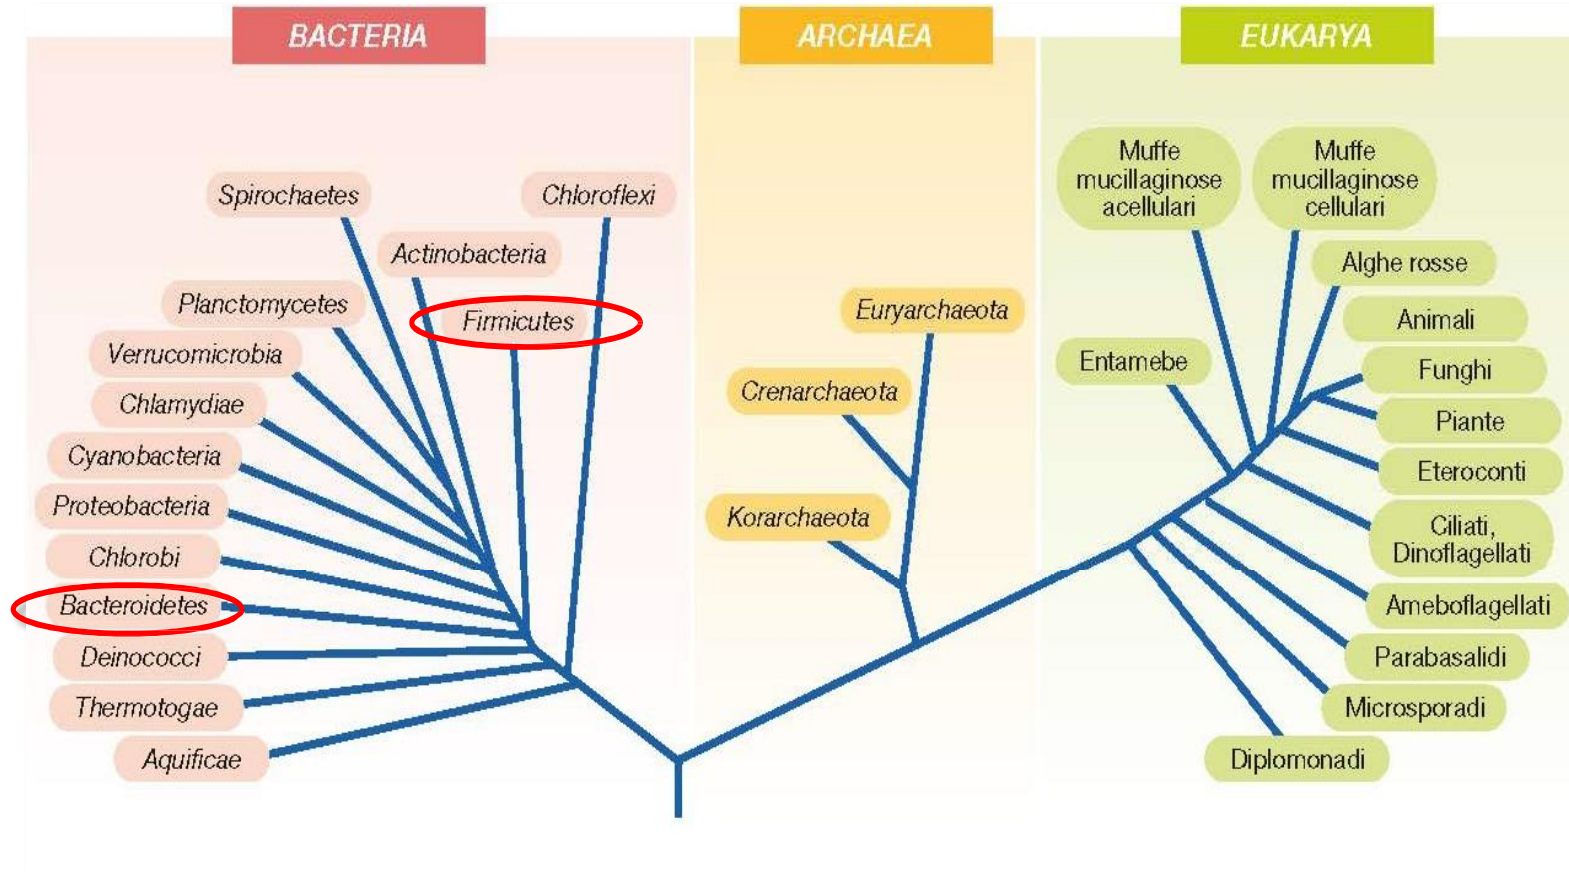 BACTERIA
ARCHAEA
EUKARYA
Spirochaetes
Chloroflexi
Actinobacteria
Planctomycetes
Firmicutes
Verrucomicrobia
Chlamydiae
Cyanobacteria
Proteobacteria
Chlorobi
Bacteroidetes
Deinococci
Thermotogae
Aquificae
Euryarchaeota
Crenarchaeota
Korarchaeota
Muffe
mucillaginose
acellulari
Muffe
mucillaginose
cellulari
Alghe rosse
Animali
Entamebe
Funghi
Piante
Eteroconti
Ciliati,
Dinoflagellati
Ameboflagellati
Parabasalidi
Microsporadi
Diplomonadi